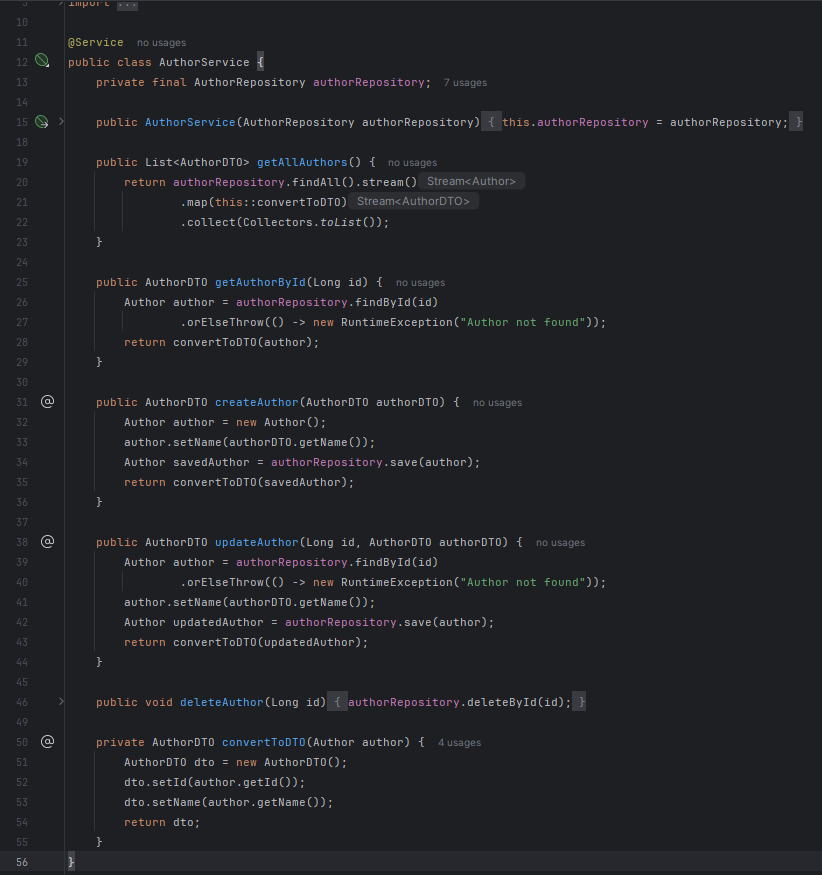 9 import ...
10
11 @Service no usages
12 public class AuthorService {
13 private final AuthorRepository authorRepository; 7 usages
14
15 public AuthorService(AuthorRepository authorRepository) { this.authorRepository = authorRepository; }
18
19 public List<AuthorDTO> getAllAuthors() { no usages
20 return authorRepository.findAll().stream() Stream<Author>
21 .map(this::convertToDTO) Stream<AuthorDTO>
22 .collect(Collectors.toList());
23 }
24
25 public AuthorDTO getAuthorById(Long id) { no usages
26 Author author = authorRepository.findById(id)
27 .orElseThrow(() -> new RuntimeException("Author not found"));
28 return convertToDTO(author);
29 }
30
31 @ public AuthorDTO createAuthor(AuthorDTO authorDTO) { no usages
32 Author author = new Author();
33 author.setName(authorDTO.getName());
34 Author savedAuthor = authorRepository.save(author);
35 return convertToDTO(savedAuthor);
36 }
37
38 @ public AuthorDTO updateAuthor(Long id, AuthorDTO authorDTO) { no usages
39 Author author = authorRepository.findById(id)
40 .orElseThrow(() -> new RuntimeException("Author not found"));
41 author.setName(authorDTO.getName());
42 Author updatedAuthor = authorRepository.save(author);
43 return convertToDTO(updatedAuthor);
44 }
45
46 public void deleteAuthor(Long id) { authorRepository.deleteById(id); }
49
50 @ private AuthorDTO convertToDTO(Author author) { 4 usages
51 AuthorDTO dto = new AuthorDTO();
52 dto.setId(author.getId());
53 dto.setName(author.getName());
54 return dto;
55 }
56 }